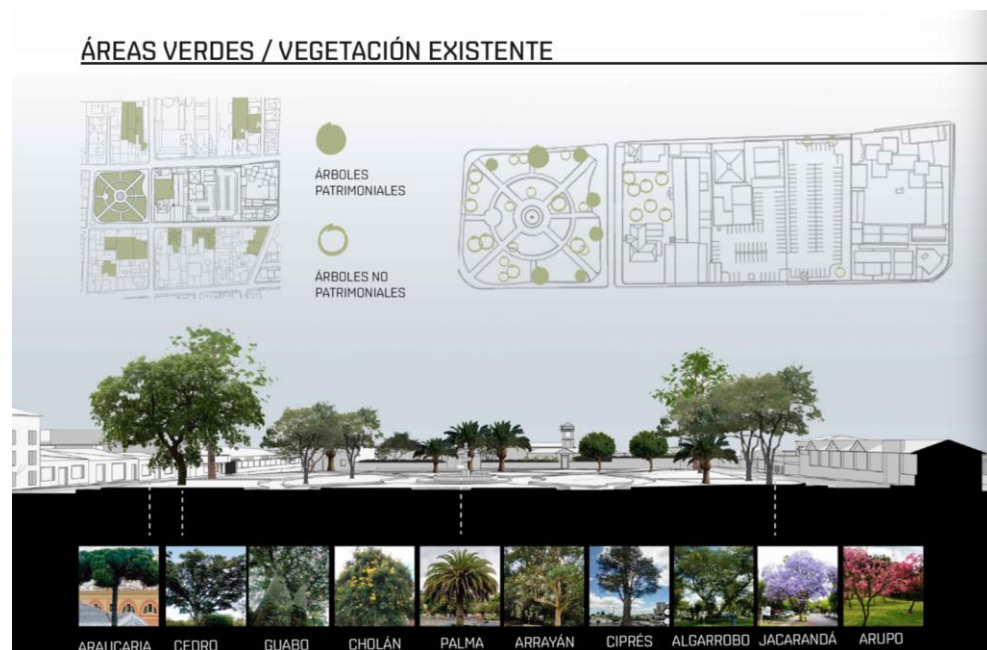 ÁREAS VERDES / VEGETACIÓN EXISTENTE
ÁRBOLES
PATRIMONIALES
ÁRBOLES NO
PATRIMONIALES
ARAUCARIA CEDRO GUABO CHOLÁN PALMA ARRAYÁN CIPRÉS ALGARROBO JACARANDÁ ARUPO